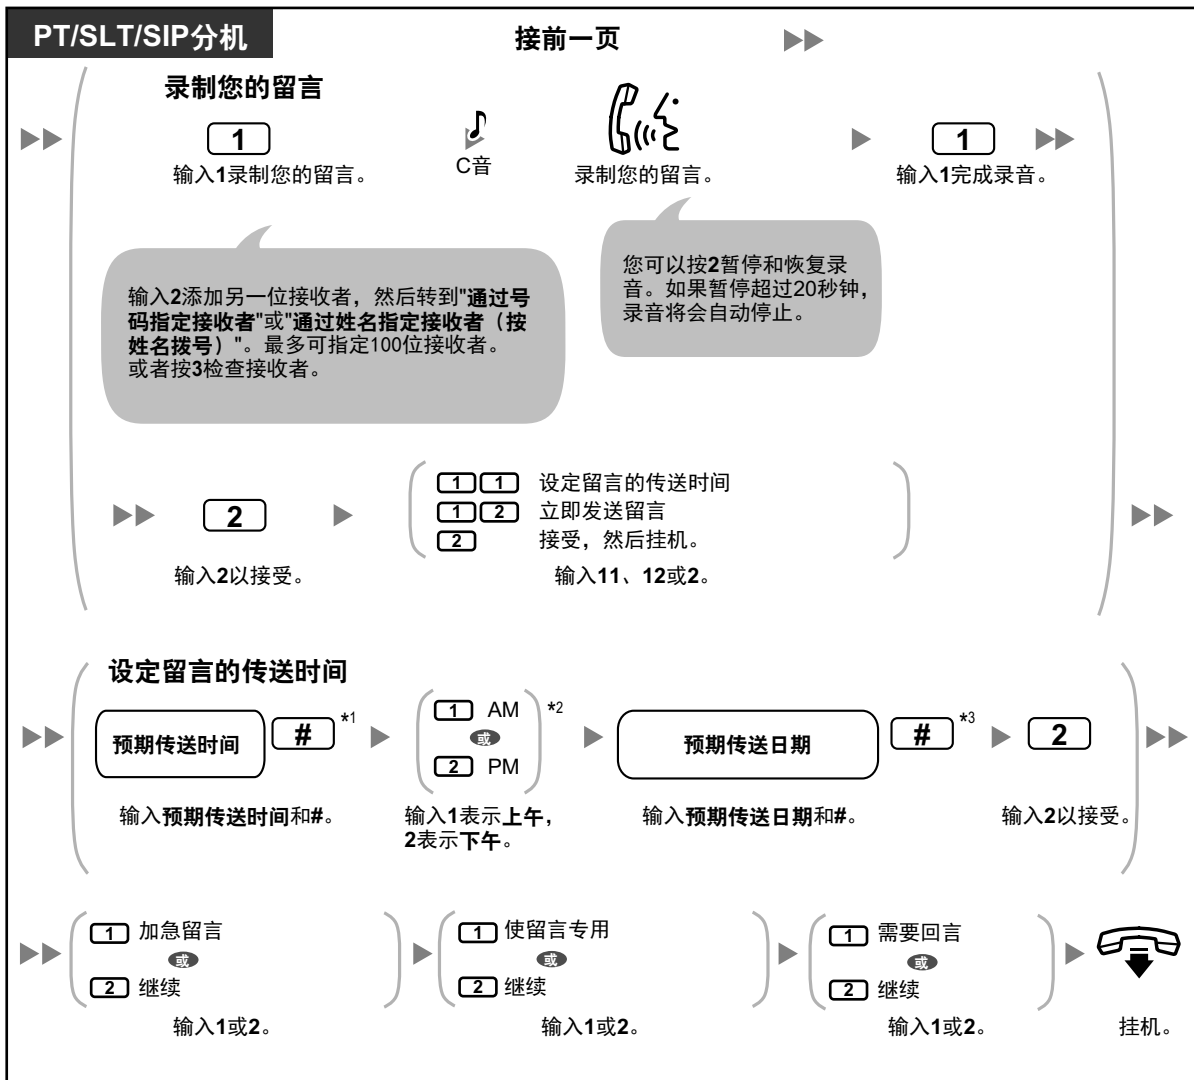 PT/SLT/SIP分机
接前一页
录制您的留言
1
输入1录制您的留言。
C音
录制您的留言。
1
输入1完成录音。
输入2添加另一位接收者，然后转到"通过号
码指定接收者"或"通过姓名指定接收者（按
姓名拨号）"。最多可指定100位接收者。
或者按3检查接收者。
您可以按2暂停和恢复录
音。如果暂停超过20秒钟，
录音将会自动停止。
2
输入2以接受。
1 1 设定留言的传送时间
1 2 立即发送留言
2 接受，然后挂机。
输入11、12或2。
设定留言的传送时间
预期传送时间 # *1
输入预期传送时间和#。
1 AM
或
2 PM
*2
输入1表示上午，
2表示下午。
预期传送日期 # *3
输入预期传送日期和#。
2
输入2以接受。
1 加急留言
或
2 继续
输入1或2。
1 使留言专用
或
2 继续
输入1或2。
1 需要回言
或
2 继续
输入1或2。
挂机。